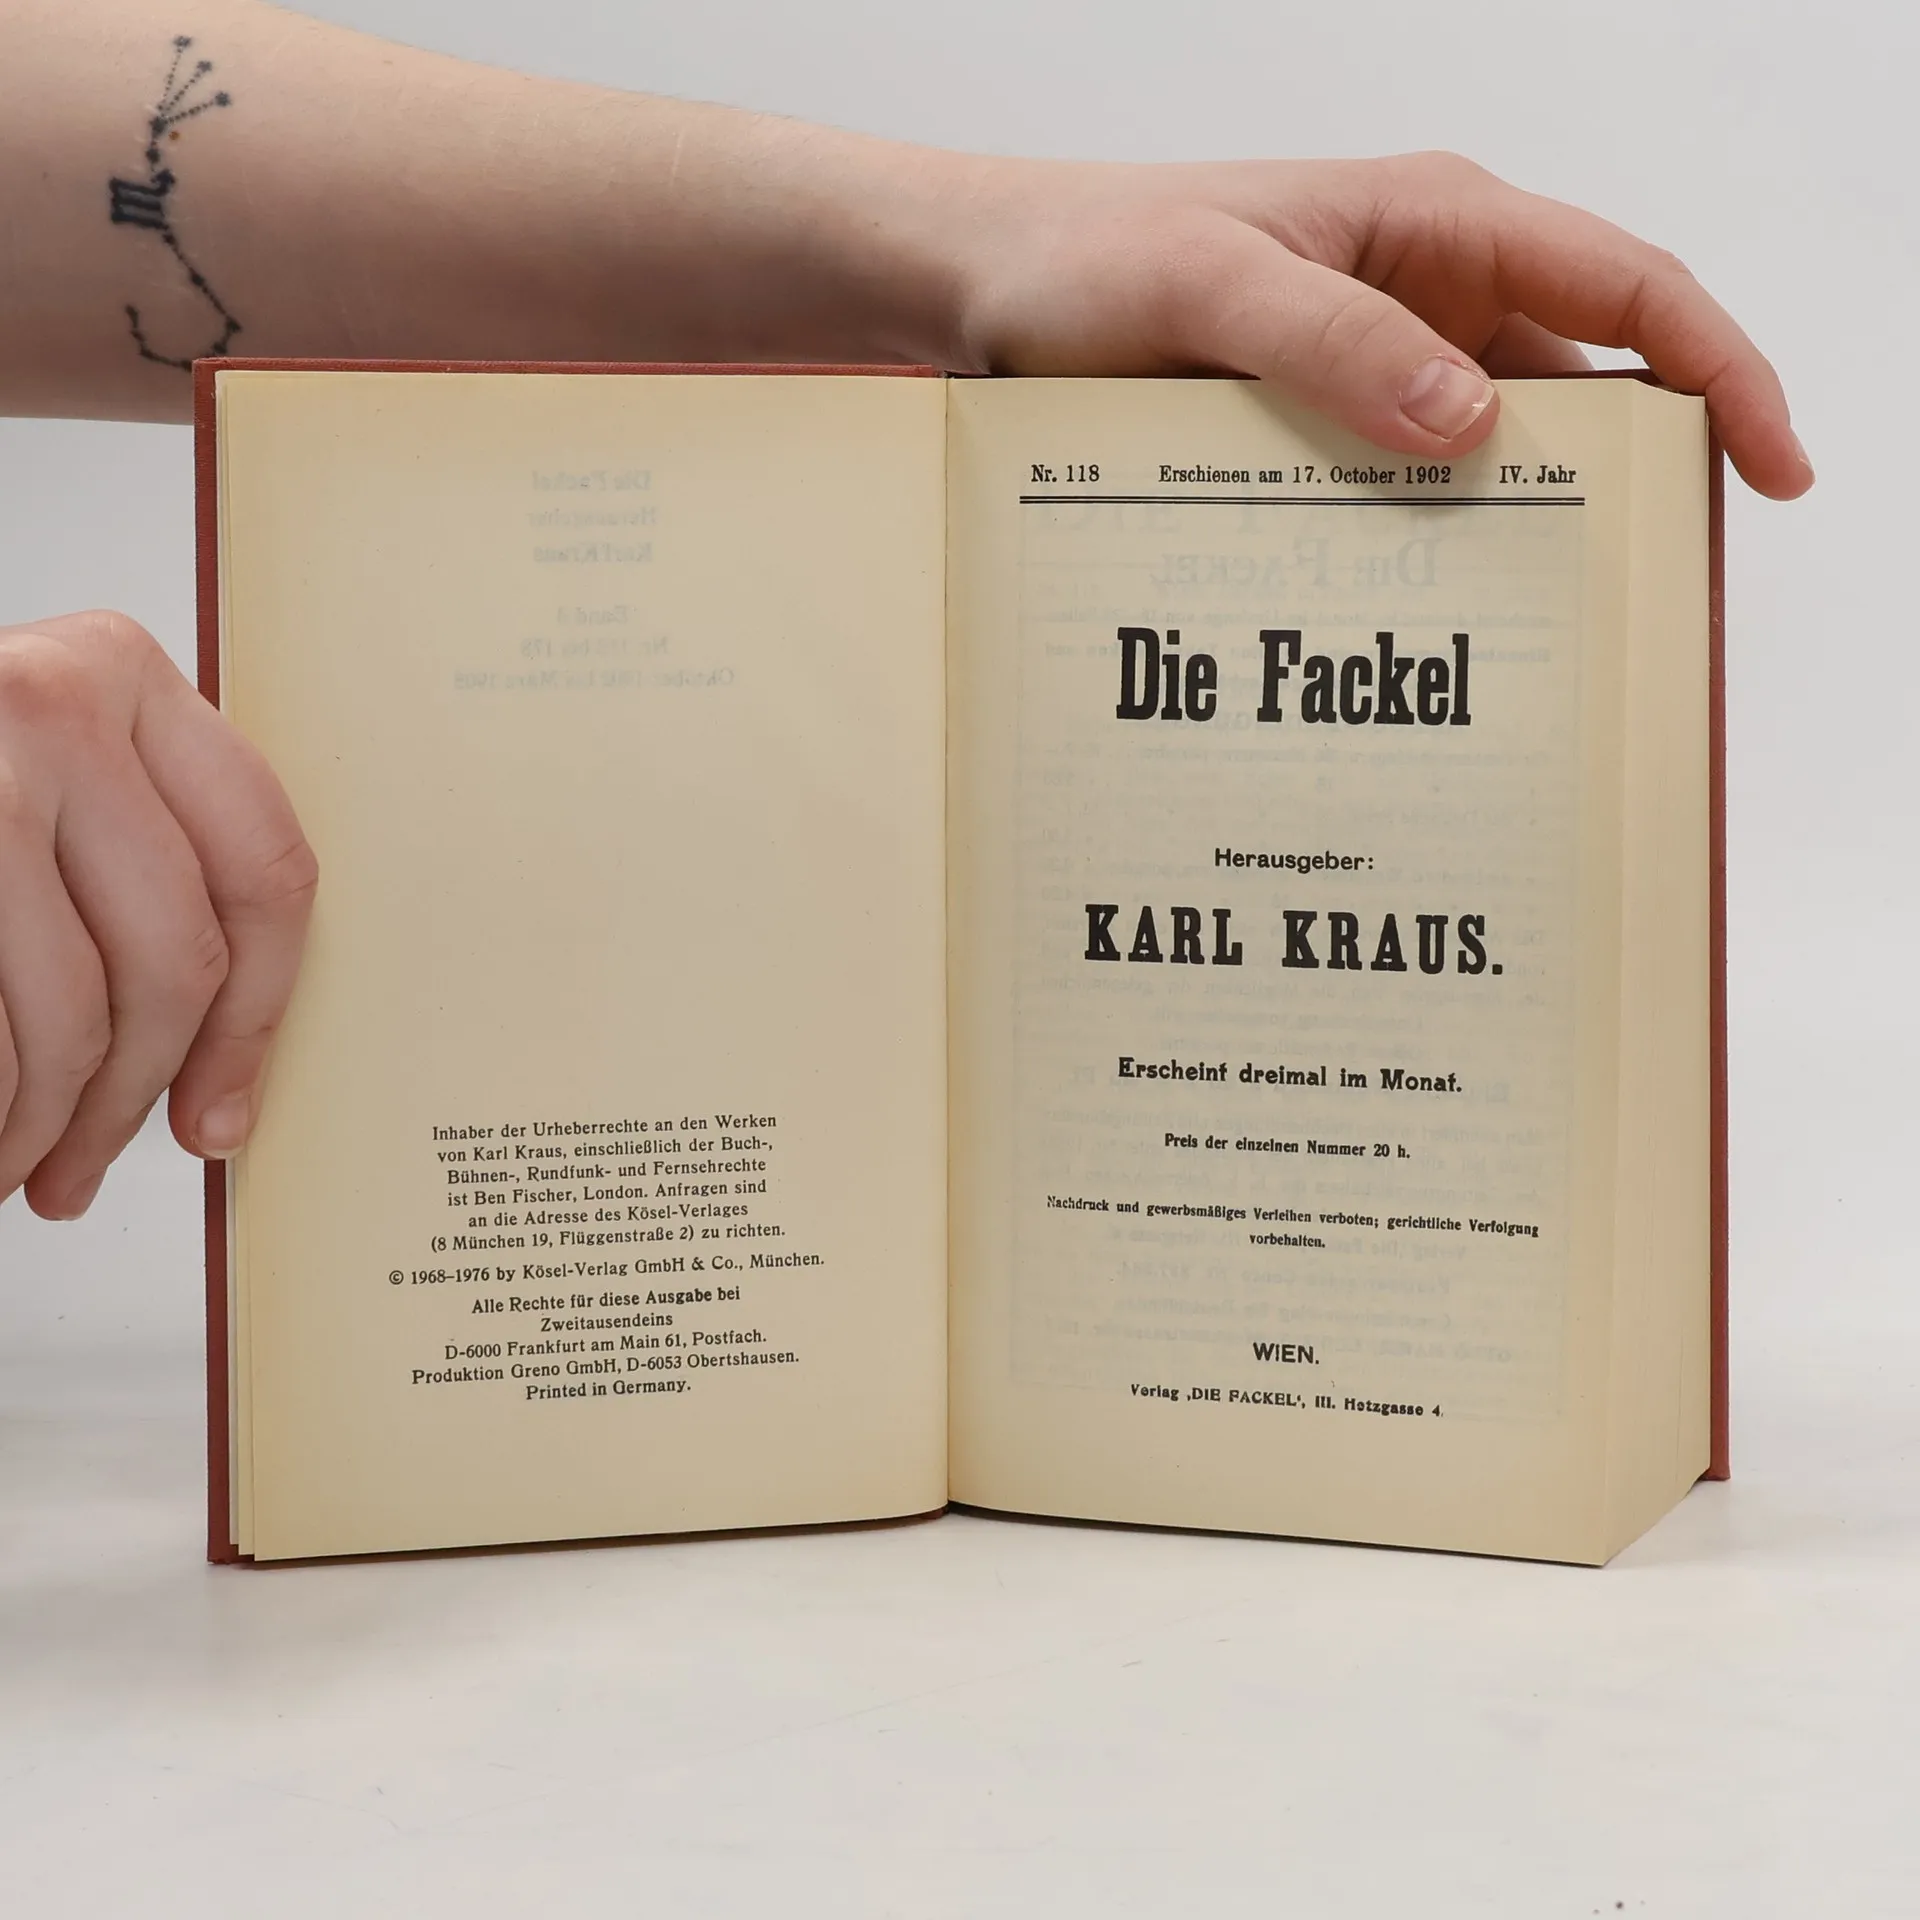 Inhaber der Urheberrechte an den Werken
von Karl Kraus, einschließlich der Buch-,
Bühnen-, Rundfunk- und Fernsehrechte
ist Ben Fischer, London. Anfragen sind
an die Adresse des Kösel-Verlages
(8 München 19, Flüggenstraße 2) zu richten.
© 1968–1976 by Kösel-Verlag GmbH & Co., München.
Alle Rechte für diese Ausgabe bei
Zweitausendeins
D-6000 Frankfurt am Main 61, Postfach.
Produktion Greno GmbH, D-6053 Obertshausen.
Printed in Germany.
Nr. 118 Erschienen am 17. October 1902 IV. Jahr
Die Fackel
Herausgeber:
KARL KRAUS.
Erscheint dreimal im Monat.
Preis der einzelnen Nummer 20 h.
Nachdruck und gewerbsmäßiges Verleihen verboten; gerichtliche Verfolgung
vorbehalten.
WIEN.
Verlag ‚DIE FACKEL‘, III. Hetzgasse 4.